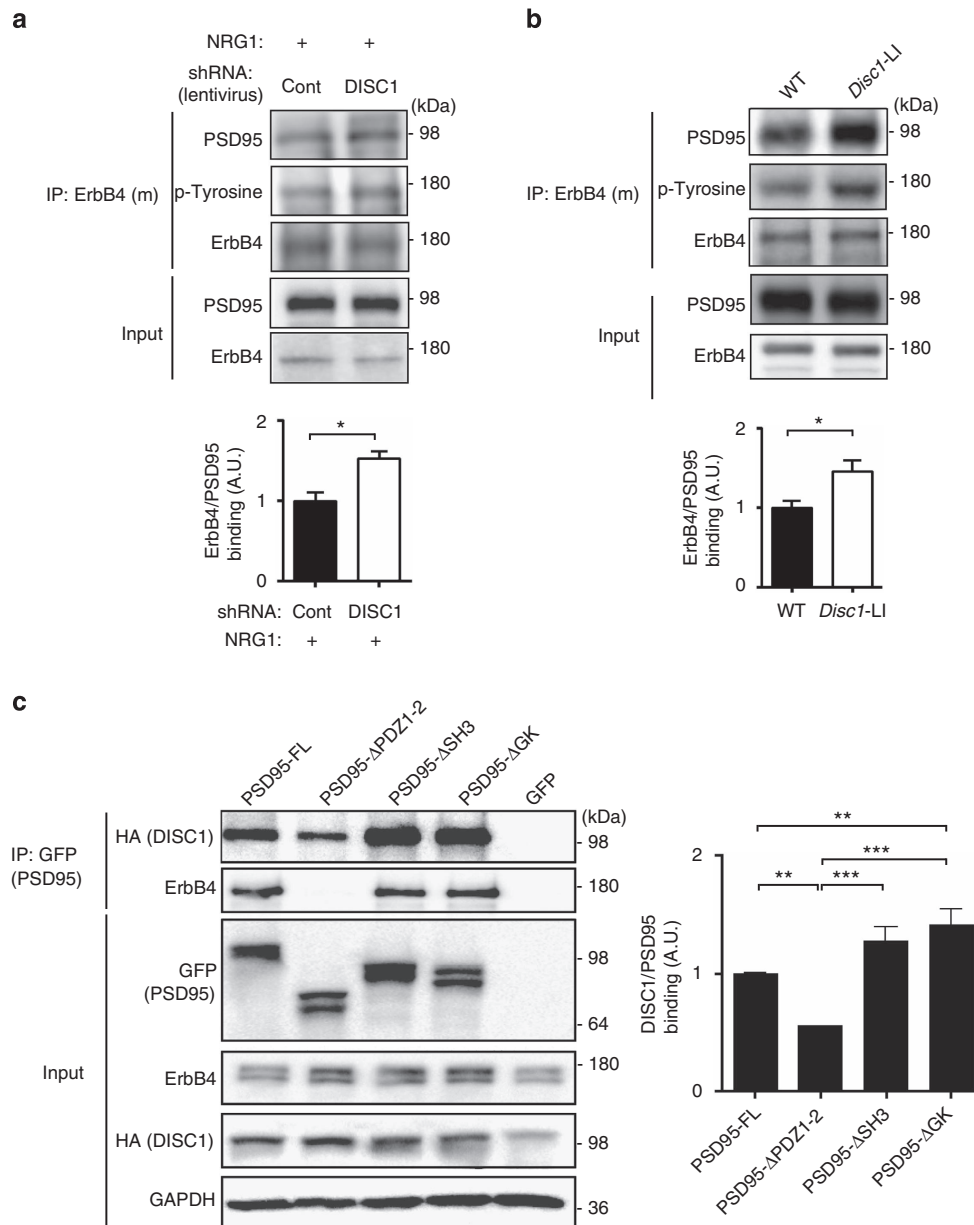 a
NRG1: + +
shRNA: (lentivirus) Cont DISC1
(kDa)
IP: ErbB4 (m)
PSD95 - 98
p-Tyrosine - 180
ErbB4 - 180
Input
PSD95 - 98
ErbB4 - 180
ErbB4/PSD95 binding (A.U.)
2
1
0
*
shRNA: Cont DISC1
NRG1: + +
b
WT Disc1-LI
(kDa)
IP: ErbB4 (m)
PSD95 - 98
p-Tyrosine - 180
ErbB4 - 180
Input
PSD95 - 98
ErbB4 - 180
ErbB4/PSD95 binding (A.U.)
2
1
0
*
WT Disc1-LI
c
PSD95-FL PSD95-ΔPDZ1-2 PSD95-ΔSH3 PSD95-ΔGK GFP
(kDa)
IP: GFP (PSD95)
HA (DISC1) - 98
ErbB4 - 180
Input
GFP (PSD95) - 98
- 64
ErbB4 - 180
HA (DISC1) - 98
GAPDH - 36
DISC1/PSD95 binding (A.U.)
2
1
0
**
***
** ***
PSD95-FL PSD95-ΔPDZ1-2 PSD95-ΔSH3 PSD95-ΔGK